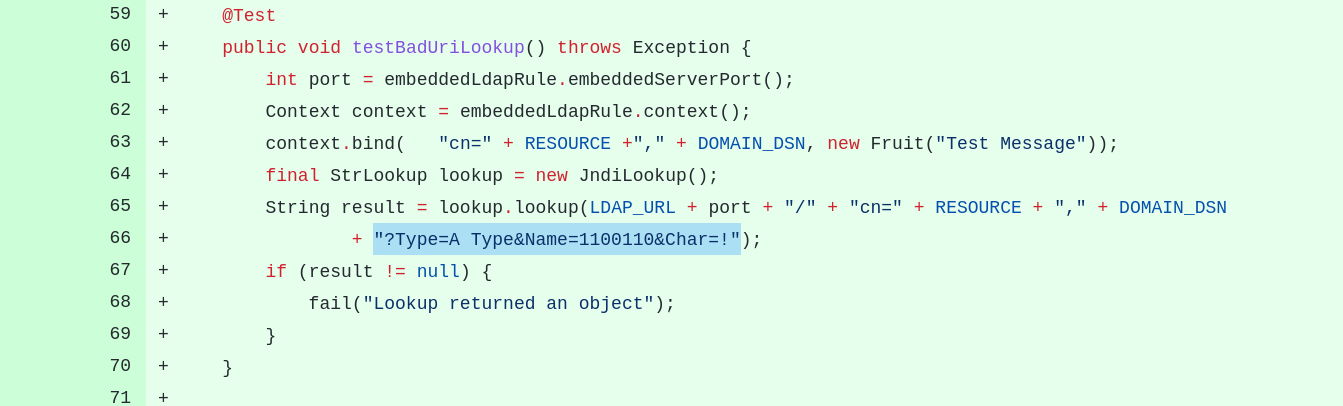 59 +     @Test
60 +     public void testBadUriLookup() throws Exception {
61 +         int port = embeddedLdapRule.embeddedServerPort();
62 +         Context context = embeddedLdapRule.context();
63 +         context.bind(   "cn=" + RESOURCE +"," + DOMAIN_DSN, new Fruit("Test Message"));
64 +         final StrLookup lookup = new JndiLookup();
65 +         String result = lookup.lookup(LDAP_URL + port + "/" + "cn=" + RESOURCE + "," + DOMAIN_DSN
66 +                 + "?Type=A Type&Name=1100110&Char=!");
67 +         if (result != null) {
68 +             fail("Lookup returned an object");
69 +         }
70 +     }
71 +